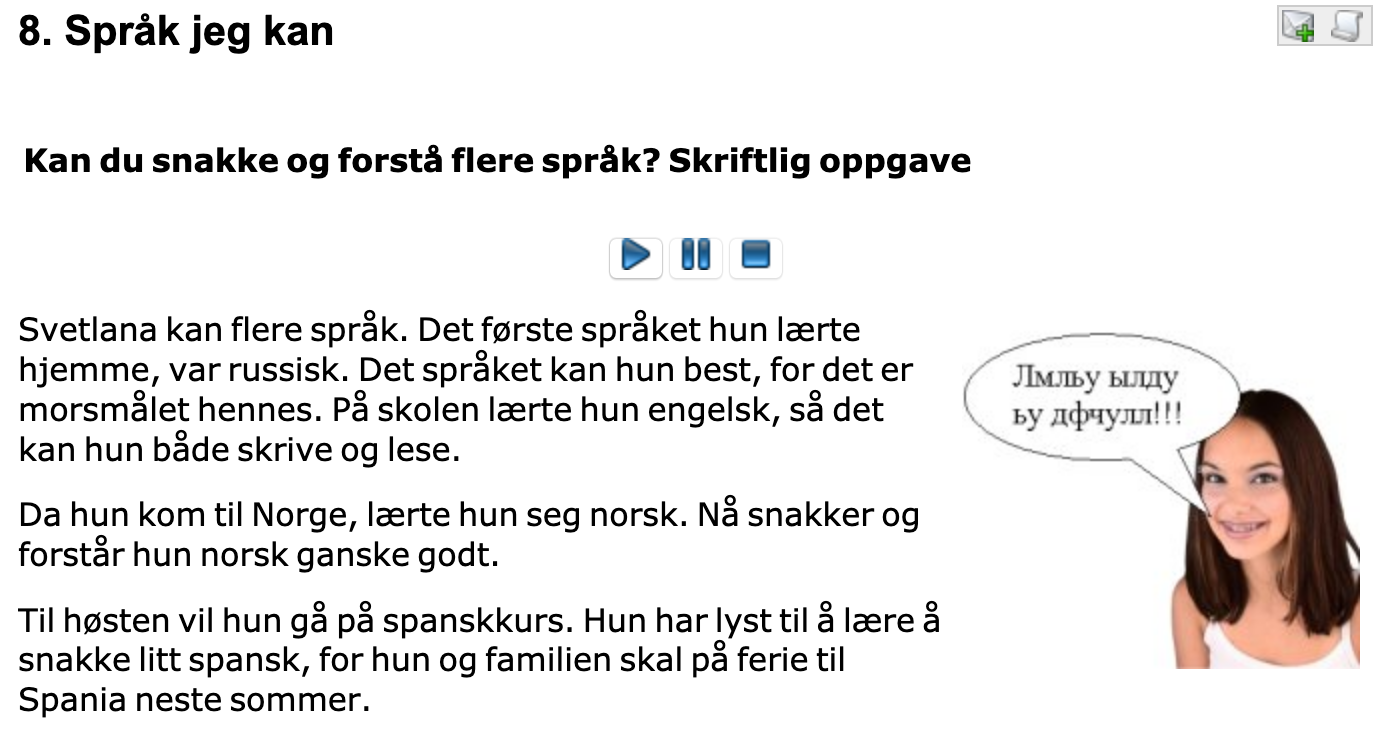 8. Språk jeg kan
Kan du snakke og forstå flere språk? Skriftlig oppgave
Svetlana kan flere språk. Det første språket hun lærte
hjemme, var russisk. Det språket kan hun best, for det er
morsmålet hennes. På skolen lærte hun engelsk, så det
kan hun både skrive og lese.
Лмльу ылду
ьу дфчулл!!!
Da hun kom til Norge, lærte hun seg norsk. Nå snakker og
forstår hun norsk ganske godt.
Til høsten vil hun gå på spanskkurs. Hun har lyst til å lære å
snakke litt spansk, for hun og familien skal på ferie til
Spania neste sommer.